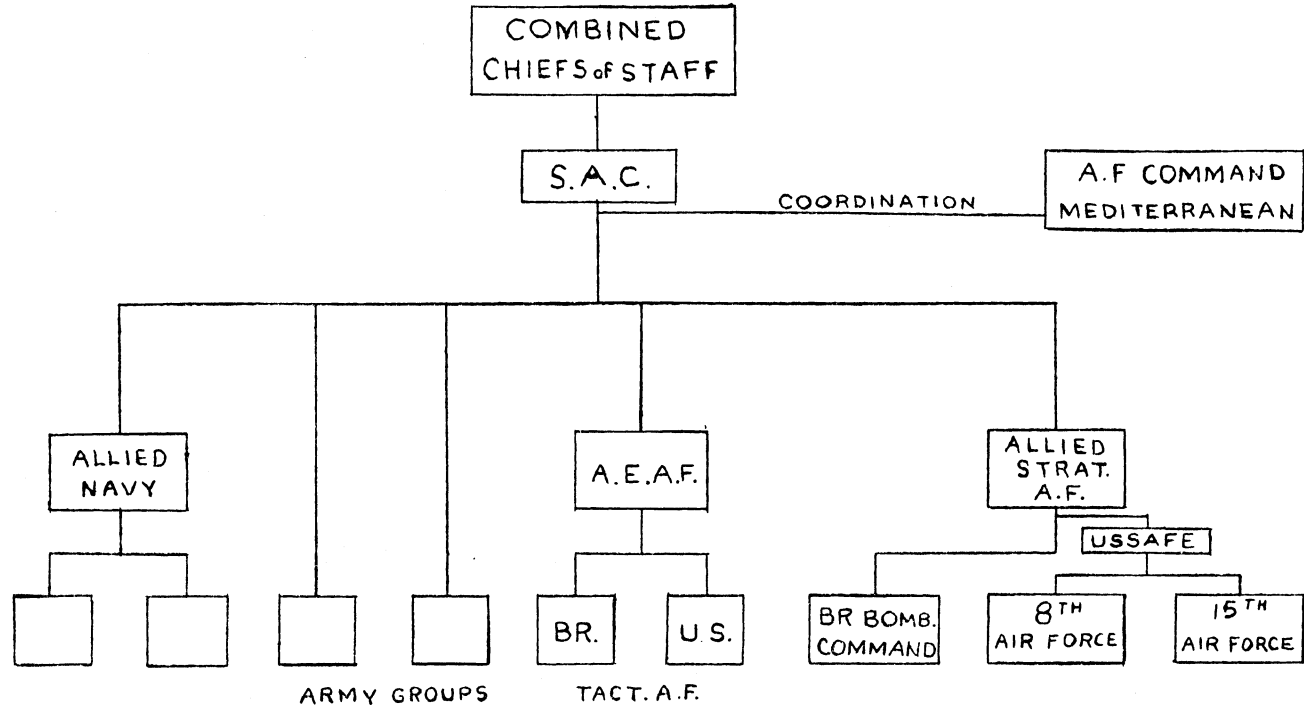 COMBINED
CHIEFS of STAFF
S.A.C.
A.F COMMAND
MEDITERRANEAN
COORDINATION
ALLIED
NAVY
A.E.A.F.
ALLIED
STRAT.
A.F.
USSAFE
BR.
U.S.
BR BOMB.
COMMAND
8TH
AIR FORCE
15TH
AIR FORCE
ARMY GROUPS
TACT. A.F.